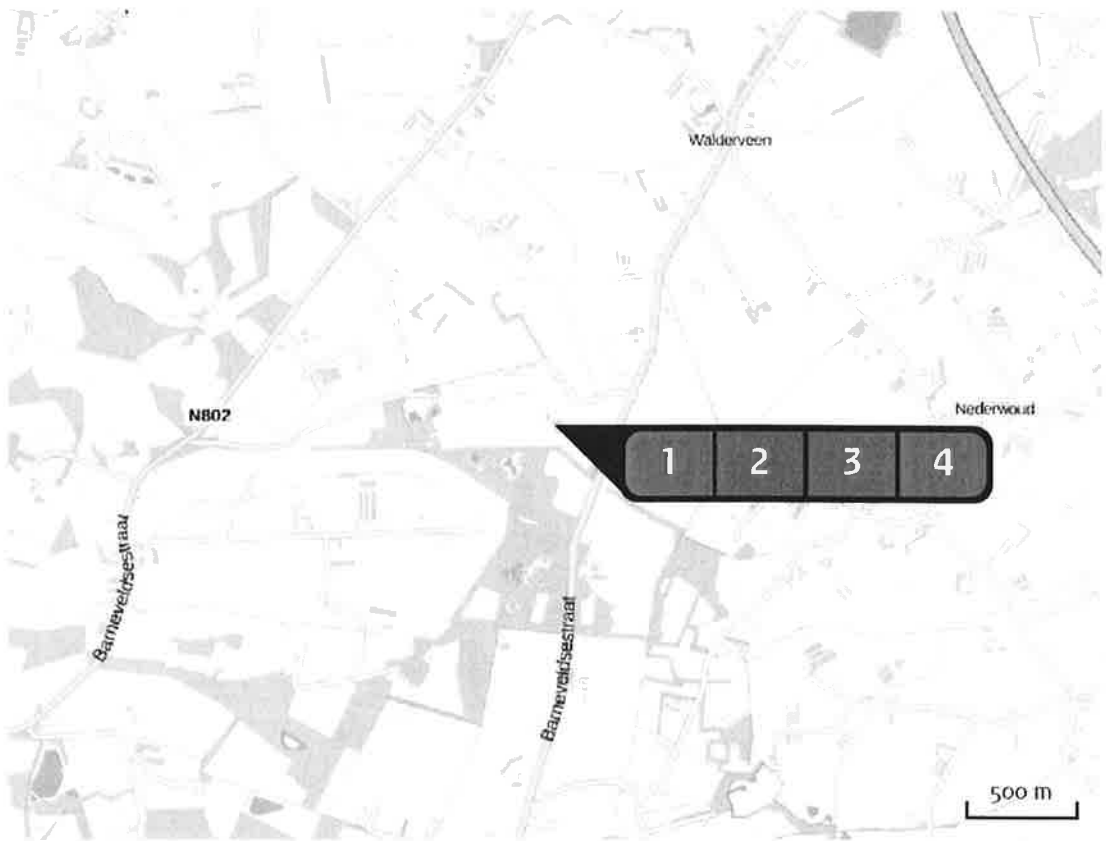 Walderveen
N802
Nederwoud
1 2 3 4
Barneveldsestraat
Barneveldsestraat
500 m